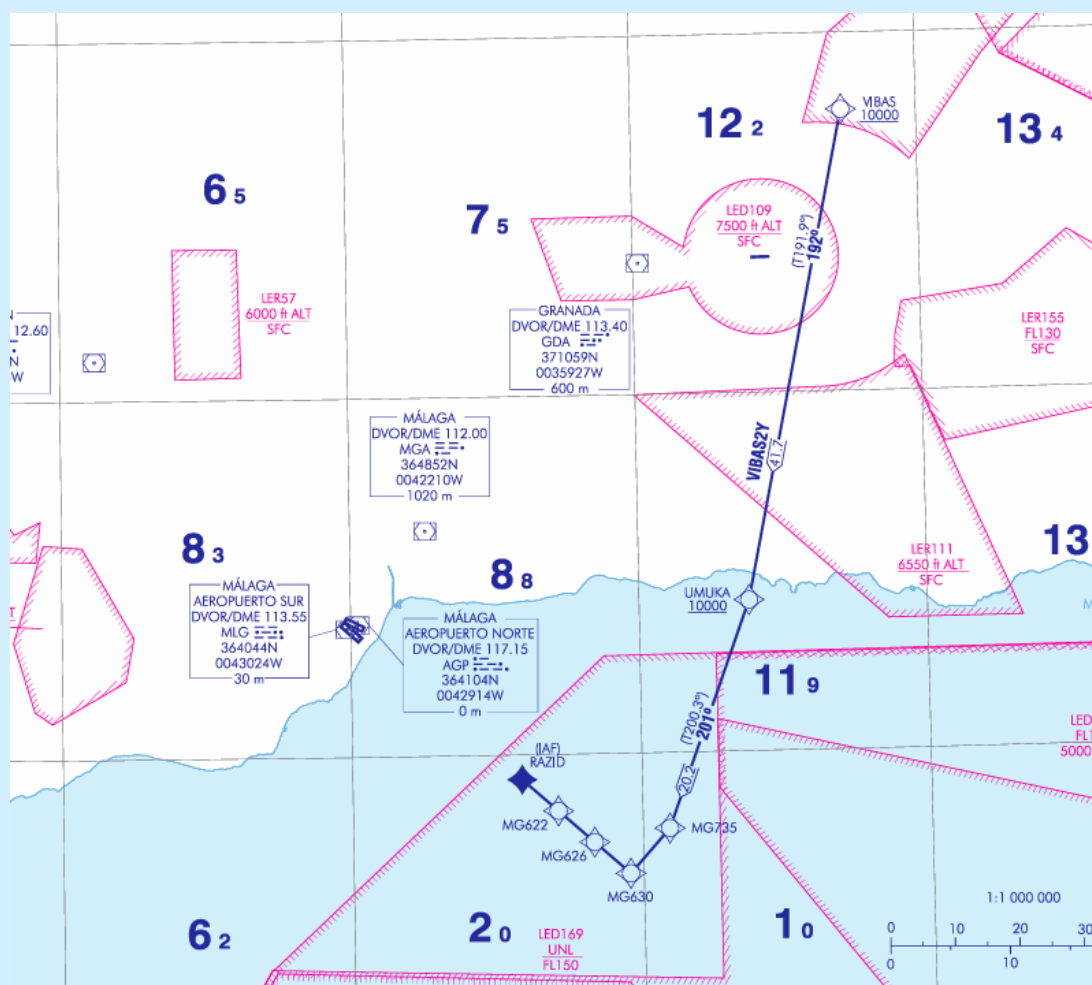 VIBAS
10000
12 2
13 4
6 5
7 5
LED109
7500 ft ALT
SFC
(T191.9°)
192°
LER57
6000 ft ALT
SFC
N
12.60
N
W
GRANADA
DVOR/DME 113.40
GDA
371059N
0035927W
600 m
LER155
FL130
SFC
MÁLAGA
DVOR/DME 112.00
MGA
364852N
0042210W
1020 m
VIBAS2Y
41.7
8 3
8 8
13
LER111
6550 ft ALT
SFC
MÁLAGA
AEROPUERTO SUR
DVOR/DME 113.55
MLG
364044N
0043024W
30 m
UMUKA
10000
T
M
MÁLAGA
AEROPUERTO NORTE
DVOR/DME 117.15
AGP
364104N
0042914W
0 m
11 9
(T200.3°)
201°
LED
FL1
5000
(IAF)
RAZID
20.2
MG622
MG735
MG626
MG630
1:1 000 000
6 2
2 0
1 0
LED169
UNL
FL150
0 10 20 30
0 10